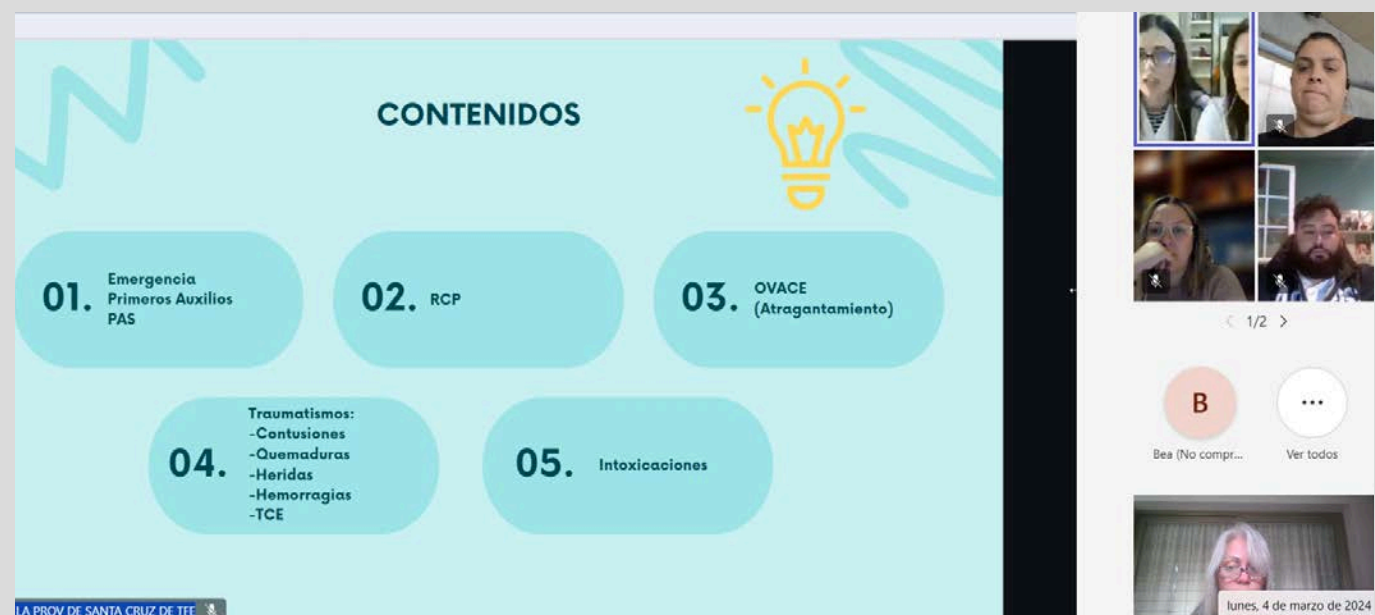 CONTENIDOS
01.
Emergencia
Primeros Auxilios
PAS
02. RCP
03.
OVACE
(Atragantamiento)
04.
Traumatismos:
-Contusiones
-Quemaduras
-Heridas
-Hemorragias
-TCE
05. Intoxicaciones
LA PROV DE SANTA CRUZ DE TFE
< 1/2 >
B
...
Bea (No compr...
Ver todos
lunes, 4 de marzo de 2024